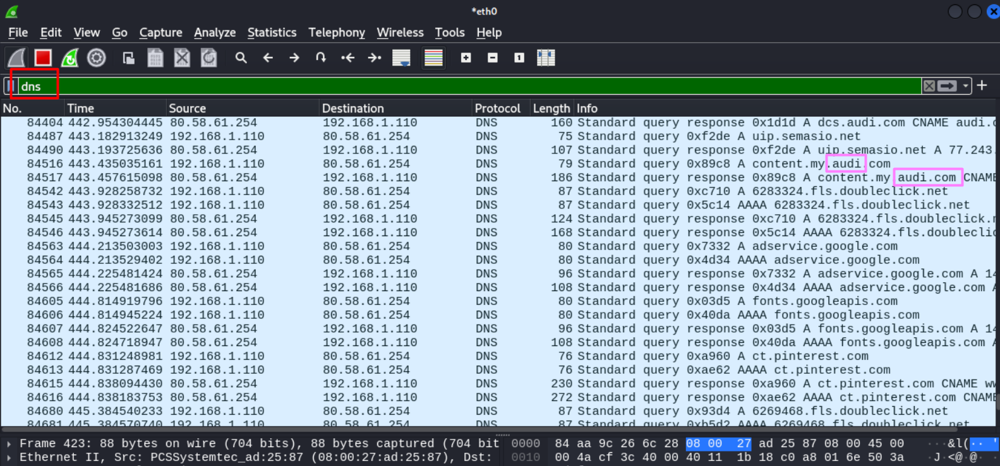 *eth0
File Edit View Go Capture Analyze Statistics Telephony Wireless Tools Help
dns
No. Time Source Destination Protocol Length Info
84404 442.954304445 80.58.61.254 192.168.1.110 DNS 160 Standard query response 0x1d1d A dcs.audi.com CNAME audi.
84487 443.182913249 192.168.1.110 80.58.61.254 DNS 75 Standard query 0xf2de A uip.semasio.net
84490 443.193725636 80.58.61.254 192.168.1.110 DNS 107 Standard query response 0xf2de A uip.semasio.net A 77.243.
84516 443.435035161 192.168.1.110 80.58.61.254 DNS 79 Standard query 0x89c8 A content.my.audi.com
84517 443.457615098 80.58.61.254 192.168.1.110 DNS 186 Standard query response 0x89c8 A content.my audi.com CNAME
84542 443.928258732 192.168.1.110 80.58.61.254 DNS 87 Standard query 0xc710 A 6283324.fls.doubleclick.net
84543 443.928332512 192.168.1.110 80.58.61.254 DNS 87 Standard query 0x5c14 AAAA 6283324.fls.doubleclick.net
84545 443.945273099 80.58.61.254 192.168.1.110 DNS 124 Standard query response 0xc710 A 6283324.fls.doubleclick.
84546 443.945273614 80.58.61.254 192.168.1.110 DNS 168 Standard query response 0x5c14 AAAA 6283324.fls.doublecli
84563 444.213503003 192.168.1.110 80.58.61.254 DNS 80 Standard query 0x7332 A adservice.google.com
84564 444.213529402 192.168.1.110 80.58.61.254 DNS 80 Standard query 0x4d34 AAAA adservice.google.com
84565 444.225481424 80.58.61.254 192.168.1.110 DNS 96 Standard query response 0x7332 A adservice.google.com A 14
84566 444.225481686 80.58.61.254 192.168.1.110 DNS 108 Standard query response 0x4d34 AAAA adservice.google.com
84605 444.814919796 192.168.1.110 80.58.61.254 DNS 80 Standard query 0x03d5 A fonts.googleapis.com
84606 444.814945224 192.168.1.110 80.58.61.254 DNS 80 Standard query 0x40da AAAA fonts.googleapis.com
84607 444.824522647 80.58.61.254 192.168.1.110 DNS 96 Standard query response 0x03d5 A fonts.googleapis.com A 14
84608 444.824718947 80.58.61.254 192.168.1.110 DNS 108 Standard query response 0x40da AAAA fonts.googleapis.com
84612 444.831248981 192.168.1.110 80.58.61.254 DNS 76 Standard query 0xa960 A ct.pinterest.com
84613 444.831287469 192.168.1.110 80.58.61.254 DNS 76 Standard query 0xae62 AAAA ct.pinterest.com
84615 444.838094430 80.58.61.254 192.168.1.110 DNS 230 Standard query response 0xa960 A ct.pinterest.com CNAME
84616 444.838183753 80.58.61.254 192.168.1.110 DNS 272 Standard query response 0xae62 AAAA ct.pinterest.com CNAME
84680 445.384540233 192.168.1.110 80.58.61.254 DNS 87 Standard query 0x93d4 A 6269468.fls.doubleclick.net
84681 445.384570740 192.168.1.110 80.58.61.254 DNS 87 Standard query 0xb5d2 AAAA 6269468.fls.doubleclick.net
Frame 423: 88 bytes on wire (704 bits), 88 bytes captured (704 bit 0000 84 aa 9c 26 6c 28 08 00 27 ad 25 87 08 00 45 00 ···&l(·· '
Ethernet II, Src: PCSSystemtec_ad:25:87 (08:00:27:ad:25:87), Dst: 0010 00 4a cf 3c 40 00 40 11 1b 18 c0 a8 01 6e 50 3a ·J·<@·@·